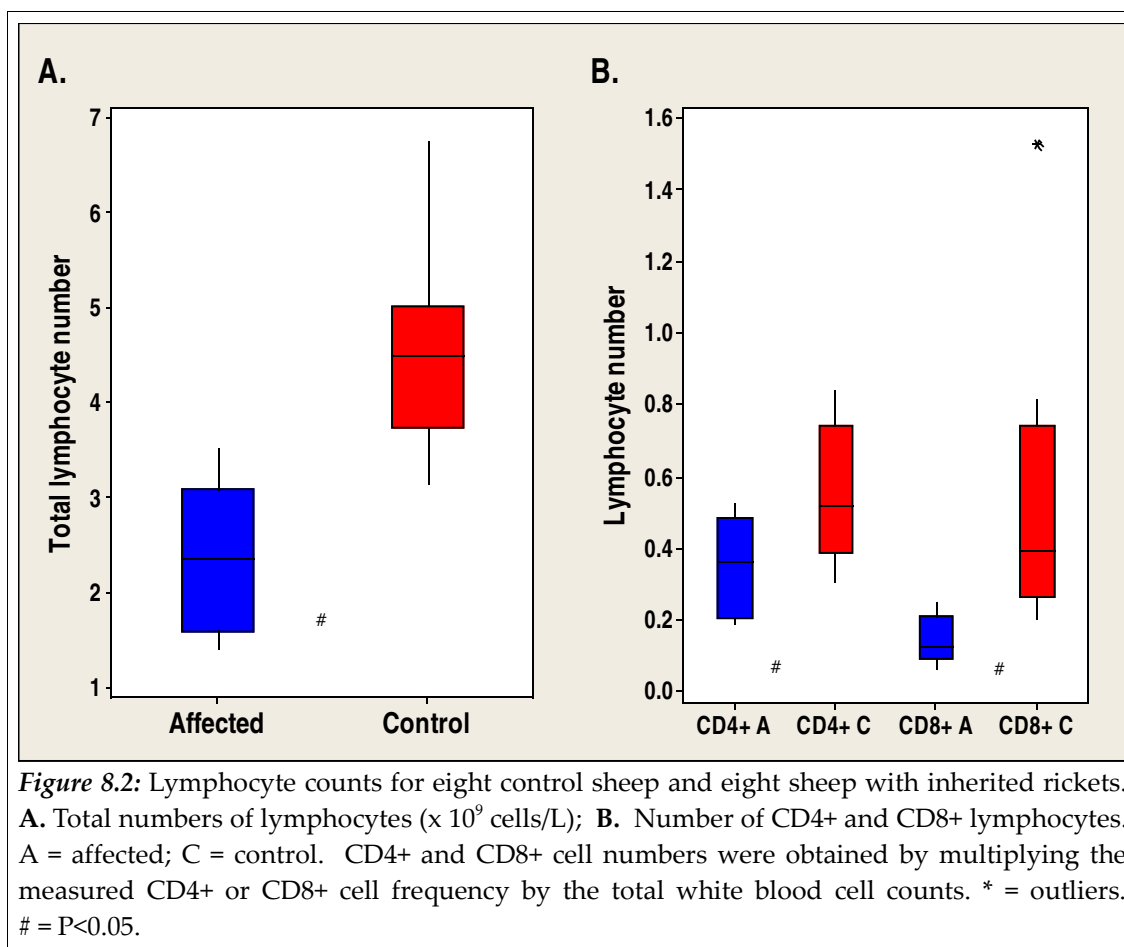 A.
B.
7
6
5
4
3
2
1
Total lymphocyte number
#
Affected
Control
1.6
1.4
1.2
1.0
0.8
0.6
0.4
0.2
0.0
Lymphocyte number
*
#
#
CD4+ A
CD4+ C
CD8+ A
CD8+ C
Figure 8.2: Lymphocyte counts for eight control sheep and eight sheep with inherited rickets.
A. Total numbers of lymphocytes (x 10⁹ cells/L); B. Number of CD4+ and CD8+ lymphocytes.
A = affected; C = control. CD4+ and CD8+ cell numbers were obtained by multiplying the
measured CD4+ or CD8+ cell frequency by the total white blood cell counts. * = outliers.
# = P<0.05.